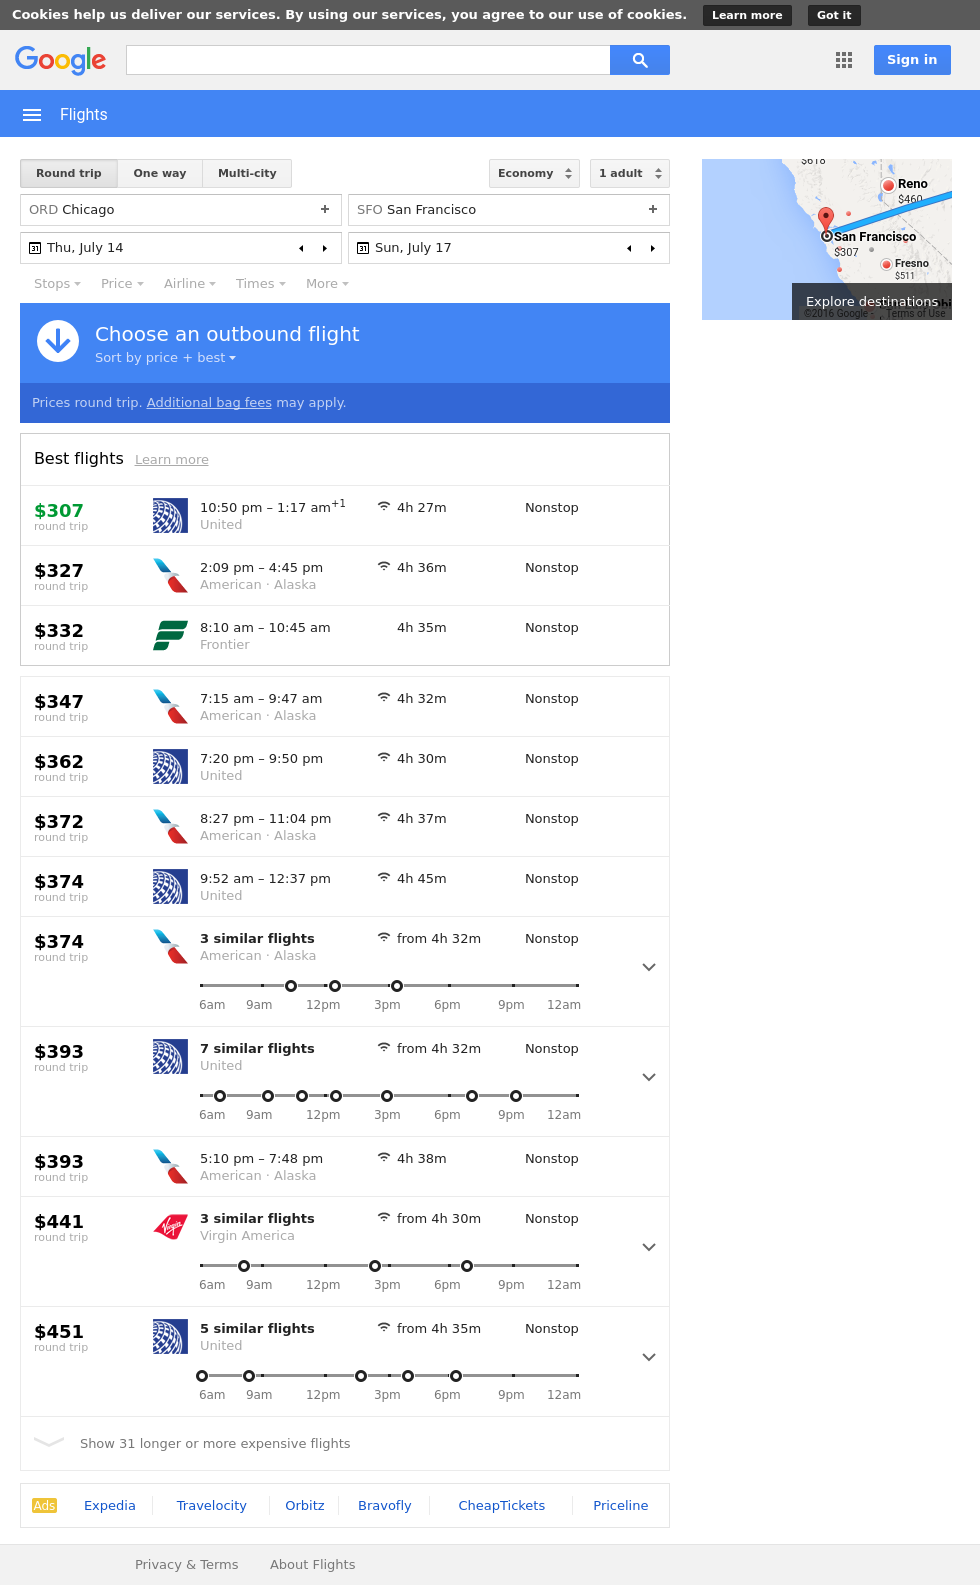 Cookies help us deliver our services. By using our services, you agree to our use of cookies. Learn more Got it
Google Sign in
Flights
Round trip One way Multi-city Economy 1 adult
ORD Chicago + SFO San Francisco +
31 Thu, July 14 31 Sun, July 17
Stops Price Airline Times More
$618
Reno
$460
San Francisco
$307
Fresno
$511
Explore destinations
©2016 Google Terms of Use
Choose an outbound flight
Sort by price + best
Prices round trip. Additional bag fees may apply.
Best flights Learn more
$307 10:50 pm – 1:17 am+1 4h 27m Nonstop
round trip United
$327 2:09 pm – 4:45 pm 4h 36m Nonstop
round trip American · Alaska
$332 8:10 am – 10:45 am 4h 35m Nonstop
round trip Frontier
$347 7:15 am – 9:47 am 4h 32m Nonstop
round trip American · Alaska
$362 7:20 pm – 9:50 pm 4h 30m Nonstop
round trip United
$372 8:27 pm – 11:04 pm 4h 37m Nonstop
round trip American · Alaska
$374 9:52 am – 12:37 pm 4h 45m Nonstop
round trip United
$374 3 similar flights from 4h 32m Nonstop
round trip American · Alaska
6am 9am 12pm 3pm 6pm 9pm 12am
$393 7 similar flights from 4h 32m Nonstop
round trip United
6am 9am 12pm 3pm 6pm 9pm 12am
$393 5:10 pm – 7:48 pm 4h 38m Nonstop
round trip American · Alaska
$441 Virgin 3 similar flights from 4h 30m Nonstop
round trip Virgin America
6am 9am 12pm 3pm 6pm 9pm 12am
$451 5 similar flights from 4h 35m Nonstop
round trip United
6am 9am 12pm 3pm 6pm 9pm 12am
Show 31 longer or more expensive flights
Ads Expedia Travelocity Orbitz Bravofly CheapTickets Priceline
Privacy & Terms About Flights